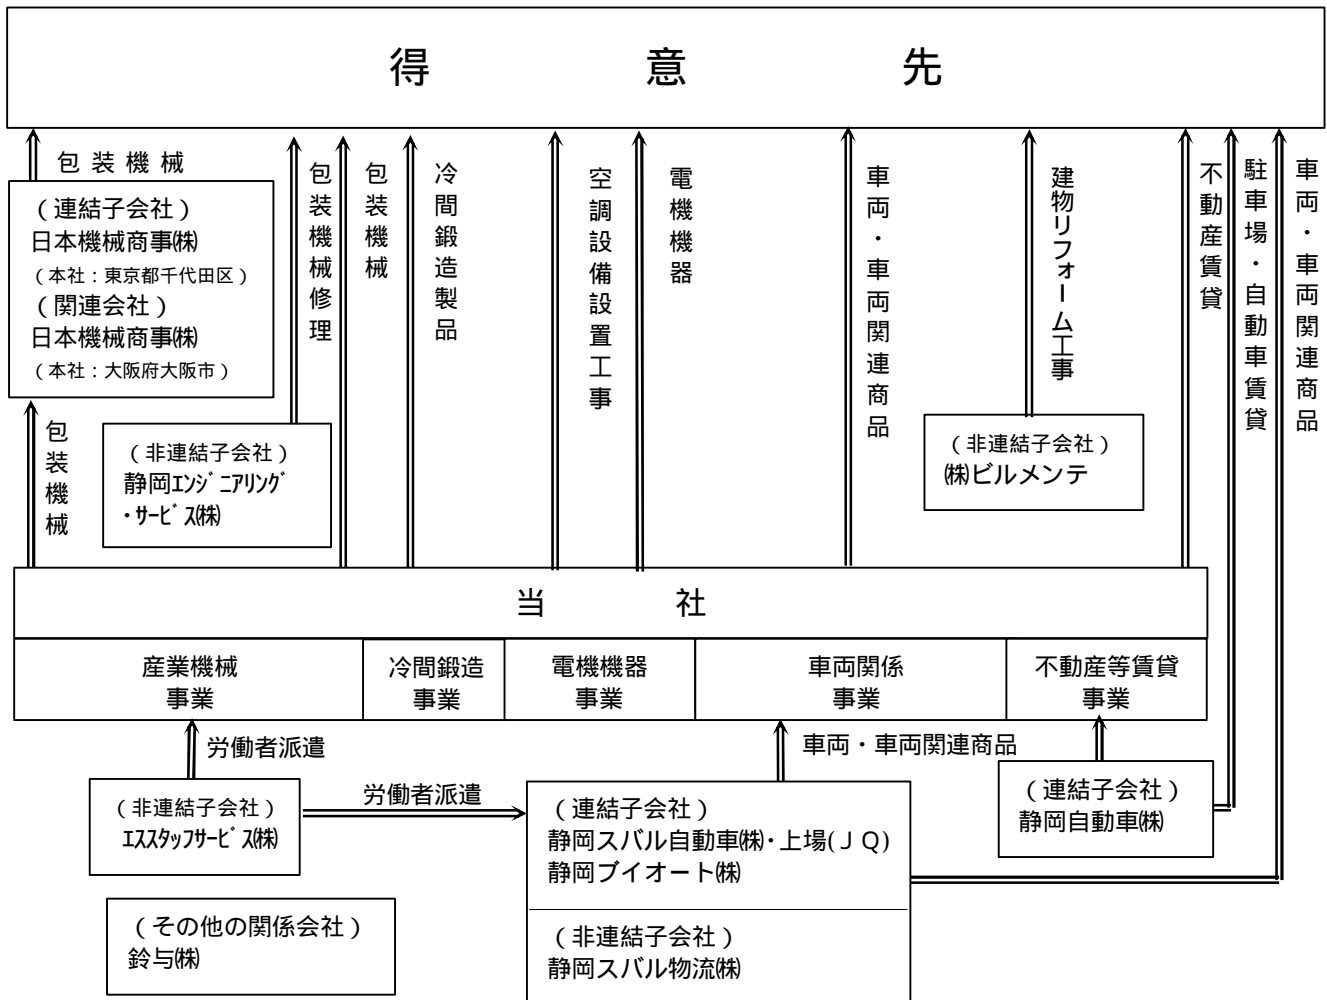 得意先
包装機械
(連結子会社)
日本機械商事㈱
(本社：東京都千代田区)
(関連会社)
日本機械商事㈱
(本社：大阪府大阪市)
包装機械修理
包装機械
冷間鍛造製品
空調設備設置工事
電機機器
車両・車両関連商品
建物リフォーム工事
不動産賃貸
駐車場・自動車賃貸
車両・車両関連商品
包装機械
(非連結子会社)
静岡ｴﾝｼﾞﾆｱﾘﾝｸﾞ
・ｻｰﾋﾞｽ㈱
(非連結子会社)
㈱ビルメンテ
当社
産業機械
事業
冷間鍛造
事業
電機機器
事業
車両関係
事業
不動産等賃貸
事業
労働者派遣
車両・車両関連商品
(非連結子会社)
ｴｽｽﾀｯﾌｻｰﾋﾞｽ㈱
労働者派遣
(連結子会社)
静岡スバル自動車㈱・上場(ＪＱ)
静岡ブイオート㈱
(非連結子会社)
静岡スバル物流㈱
(連結子会社)
静岡自動車㈱
(その他の関係会社)
鈴与㈱